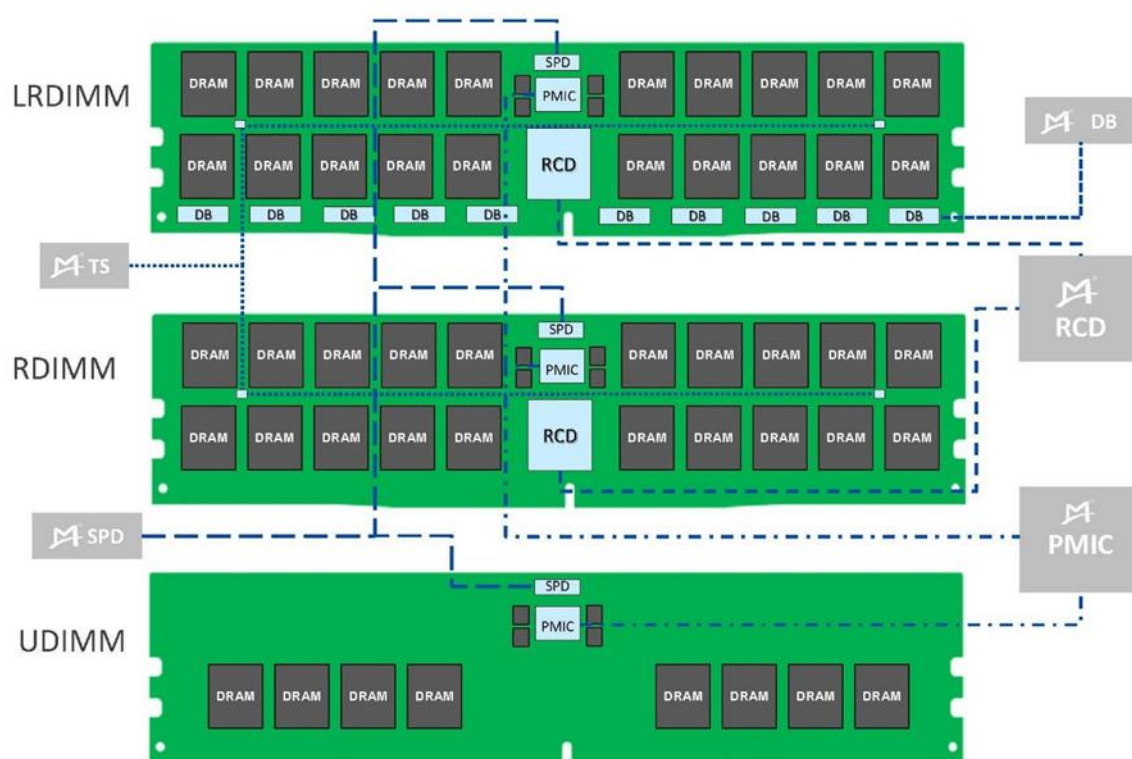 SPD
DRAM DRAM DRAM DRAM DRAM PMIC DRAM DRAM DRAM DRAM DRAM
LRDIMM
DB
DRAM DRAM DRAM DRAM DRAM RCD DRAM DRAM DRAM DRAM DRAM
DB DB DB DB DB DB DB DB DB DB
TS
RCD
SPD
DRAM DRAM DRAM DRAM DRAM PMIC DRAM DRAM DRAM DRAM DRAM
RDIMM
DRAM DRAM DRAM DRAM DRAM RCD DRAM DRAM DRAM DRAM DRAM
SPD
PMIC
SPD
PMIC
UDIMM
DRAM DRAM DRAM DRAM DRAM DRAM DRAM DRAM